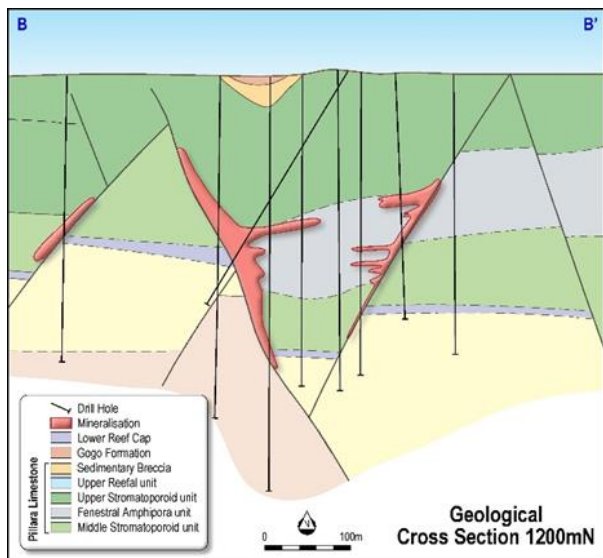 B
B'
Drill Hole
Mineralisation
Lower Reef Cap
Gogo Formation
Sedimentary Breccia
Upper Reefal unit
Upper Stromatoporoid unit
Fenestral Amphipora unit
Middle Stromatoporoid unit
Pillara Limestone
N
0
100m
Geological
Cross Section 1200mN